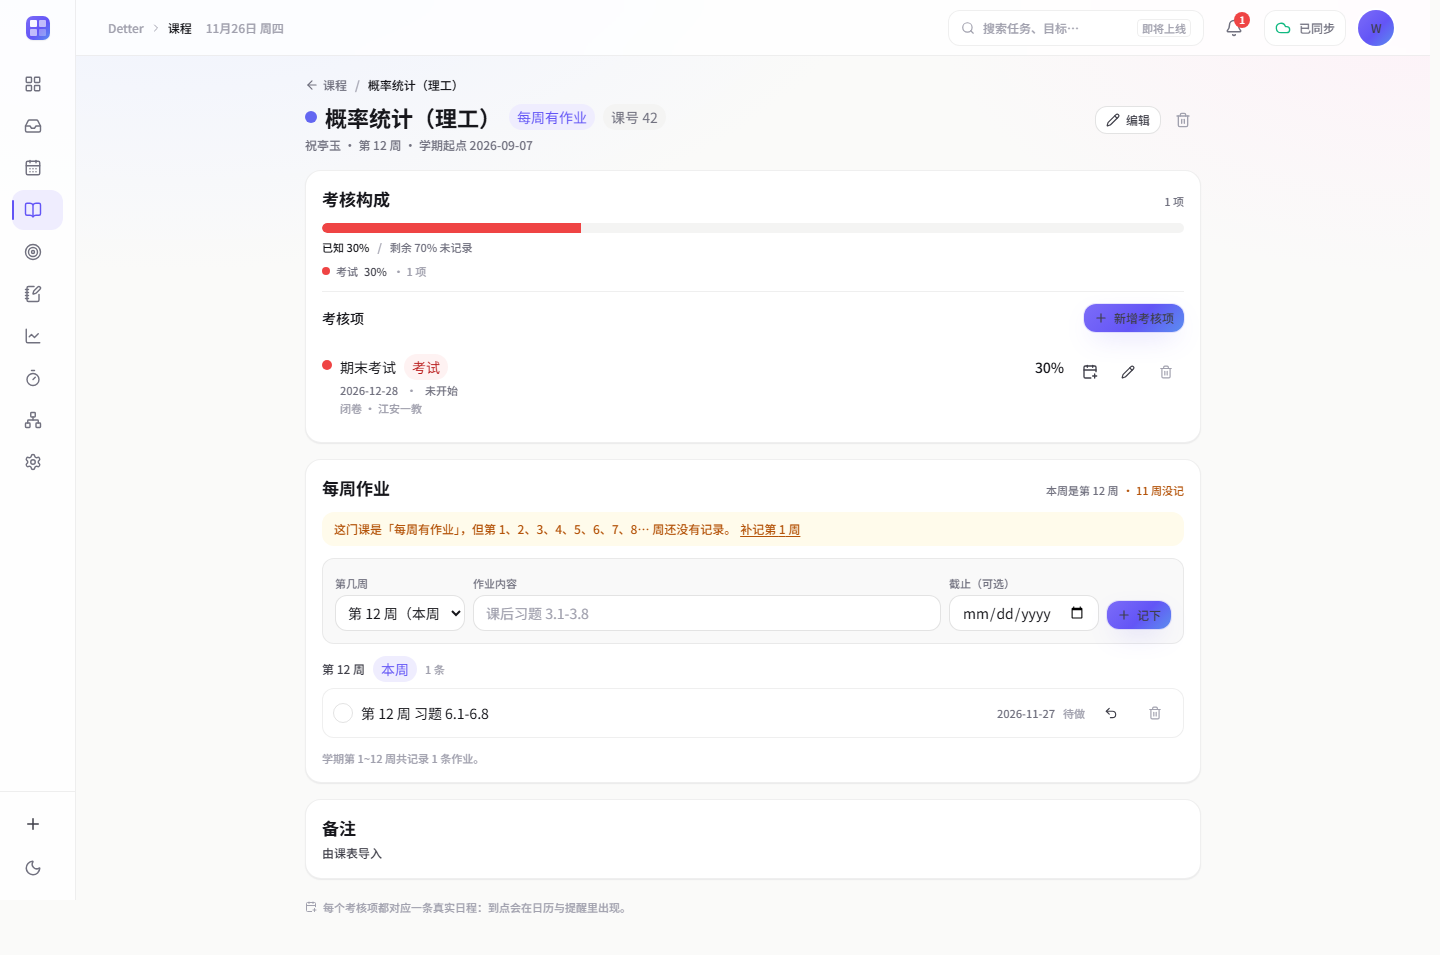 Detter
课程
11月26日 周四
搜索任务、目标…
即将上线
1
已同步
W
课程 / 概率统计（理工）
概率统计（理工）
每周有作业
课号 42
编辑
祝亭玉 · 第 12 周 · 学期起点 2026-09-07
考核构成
1 项
已知 30% / 剩余 70% 未记录
考试 30% · 1 项
考核项
+ 新增考核项
期末考试
考试
30%
2026-12-28 · 未开始
闭卷 · 江安一教
每周作业
本周是第 12 周 · 11 周没记
这门课是「每周有作业」，但第 1、2、3、4、5、6、7、8… 周还没有记录。 补记第 1 周
第几周
作业内容
截止（可选）
第 12 周（本周
课后习题 3.1-3.8
mm/dd/yyyy
+ 记下
第 12 周
本周
1 条
第 12 周 习题 6.1-6.8
2026-11-27 待做
学期第 1~12 周共记录 1 条作业。
备注
由课表导入
每个考核项都对应一条真实日程：到点会在日历与提醒里出现。